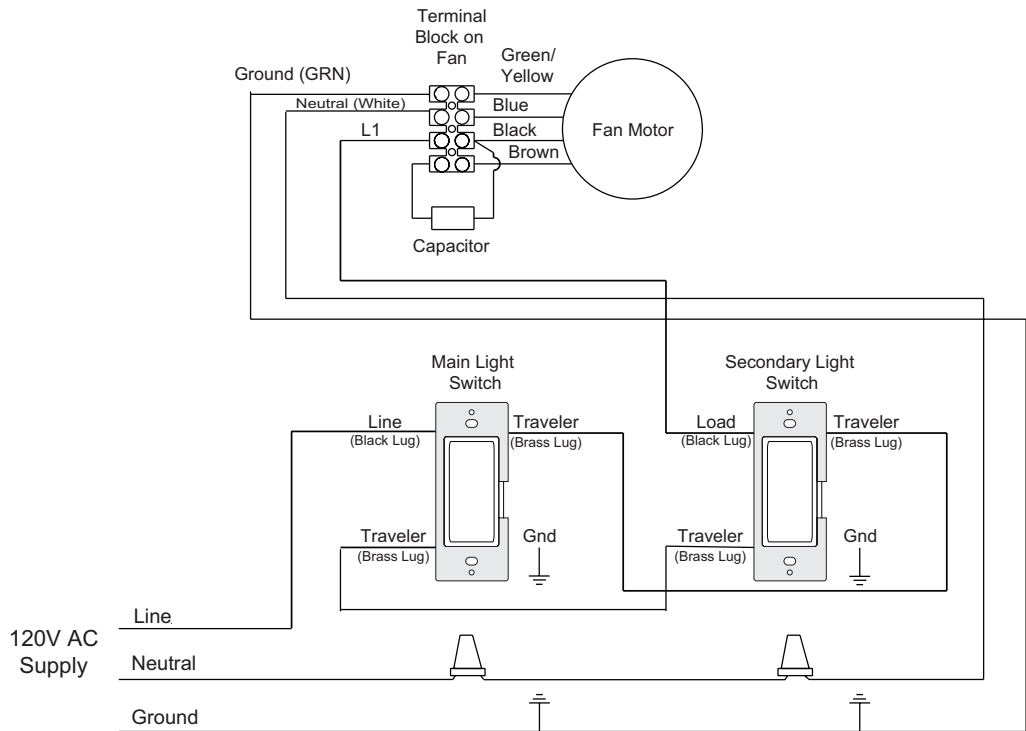 Terminal
Block on
Fan
Green/
Yellow
Ground (GRN)
Neutral (White)
Blue
L1
Black
Fan Motor
Brown
Capacitor
Main Light
Switch
Secondary Light
Switch
Line
(Black Lug)
Traveler
(Brass Lug)
Load
(Black Lug)
Traveler
(Brass Lug)
Traveler
(Brass Lug)
Gnd
Traveler
(Brass Lug)
Gnd
Line
120V AC
Supply
Neutral
Ground